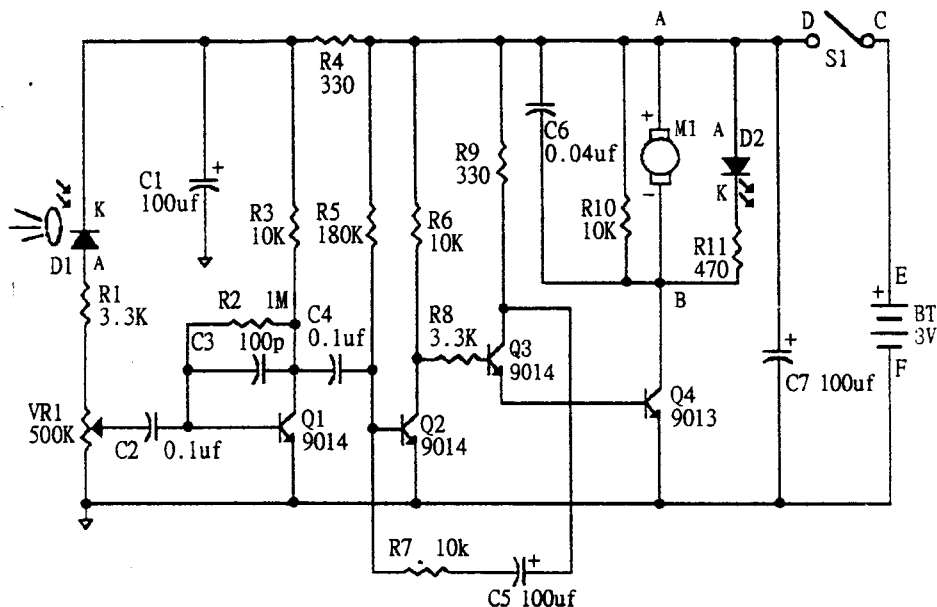 A
D
C
S1
R4
330
C1
100uf
+
R3
10K
R5
180K
R6
10K
R9
330
C6
0.04uf
R10
10K
+
M1
-
A
D2
K
R11
470
K
D1
A
R1
3.3K
R2
1M
C3
100p
C4
0.1uf
R8
3.3K
Q3
9014
B
E
+
BT
3V
F
+
C7 100uf
VR1
500K
C2
0.1uf
Q1
9014
Q2
9014
Q4
9013
R7. 10k
+
C5 100uf